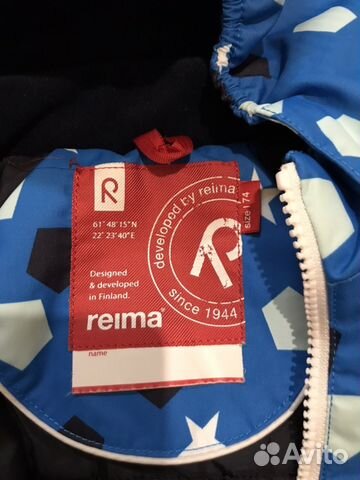 R
61° 48' 15"N
22° 23' 40"E
Designed
& developed
in Finland.
reima®
name
developed by reima
since 1944
size 74
Avito